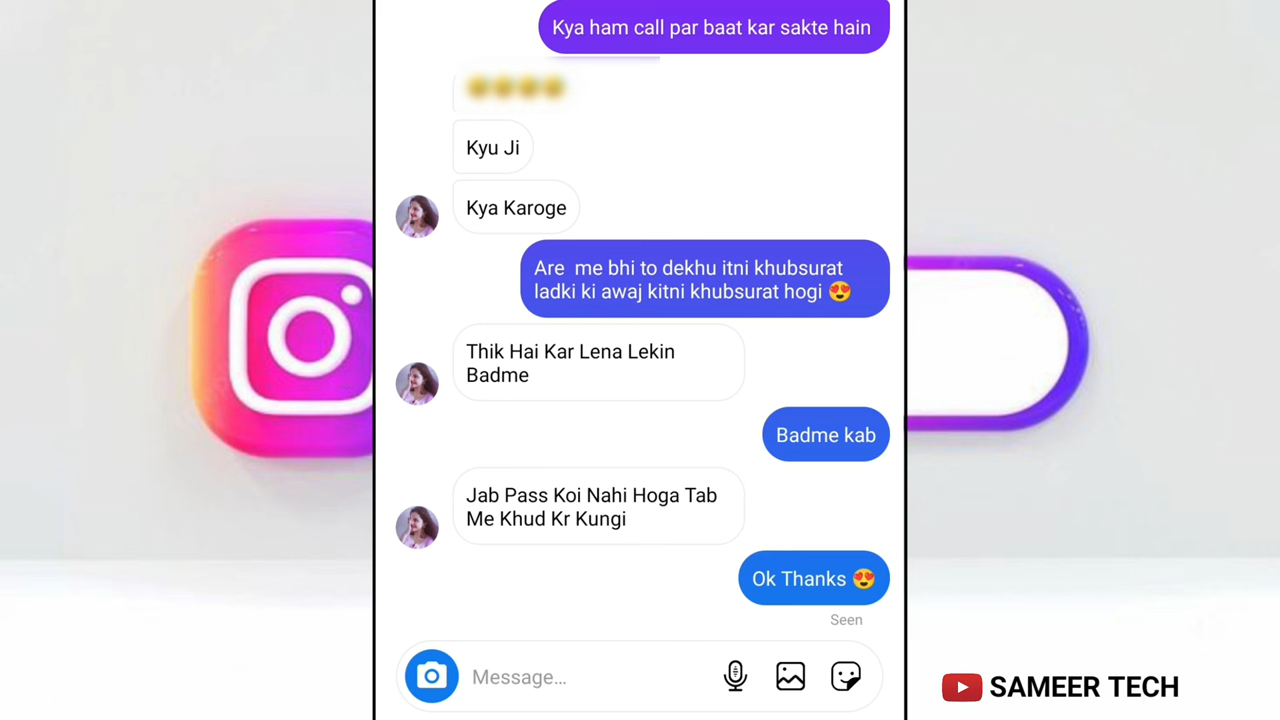 Kya ham call par baat kar sakte hain
Kyu Ji
Kya Karoge
Are  me bhi to dekhu itni khubsurat
ladki ki awaj kitni khubsurat hogi 😍
Thik Hai Kar Lena Lekin
Badme
Badme kab
Jab Pass Koi Nahi Hoga Tab
Me Khud Kr Kungi
Ok Thanks 😍
Seen
Message...
SAMEER TECH